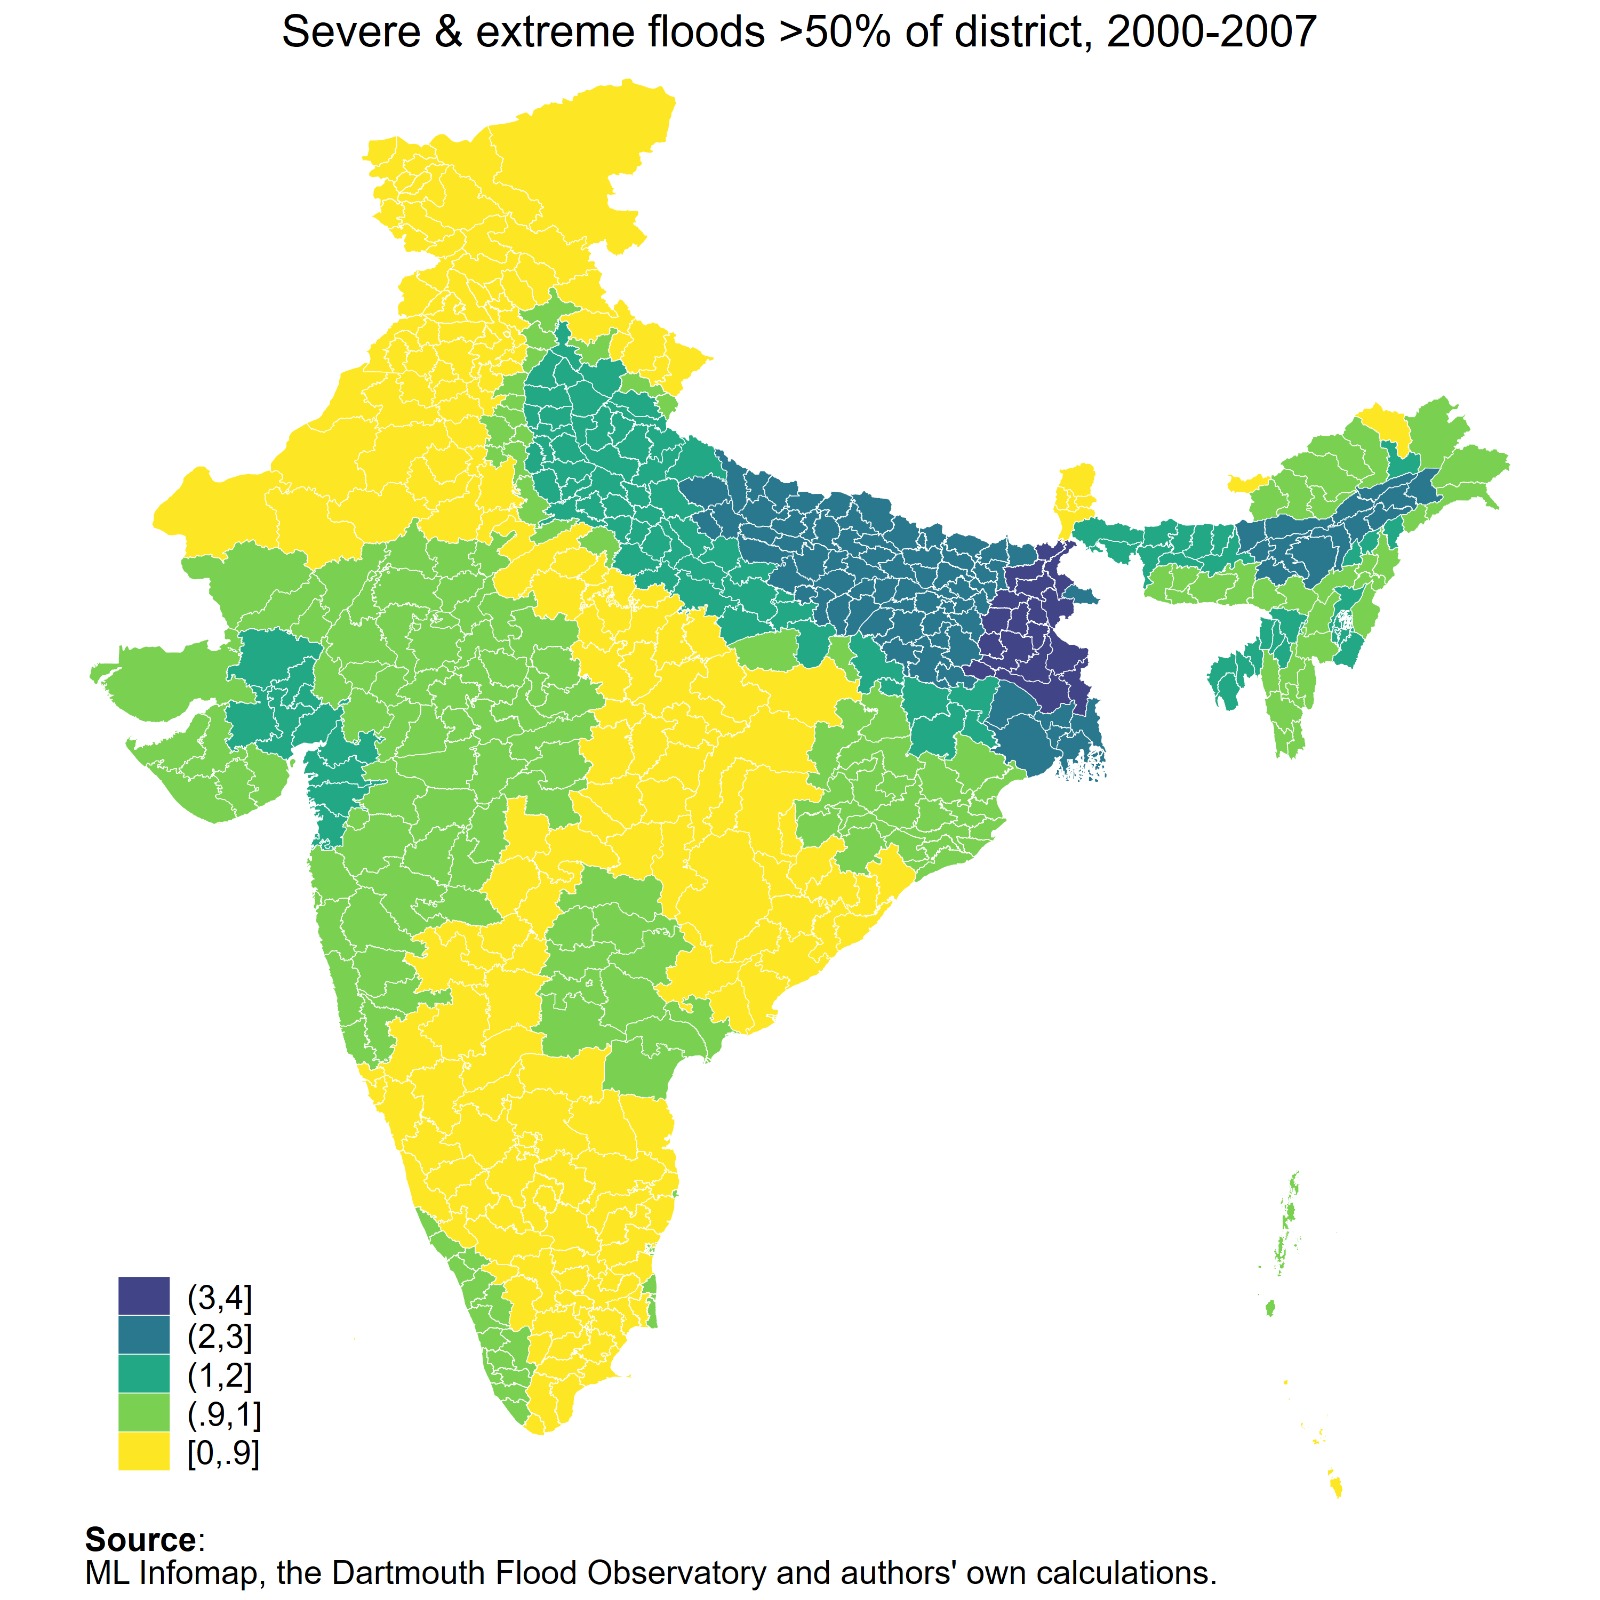 Severe & extreme floods >50% of district, 2000-2007
(3,4]
(2,3]
(1,2]
(.9,1]
[0,.9]
Source:
ML Infomap, the Dartmouth Flood Observatory and authors' own calculations.